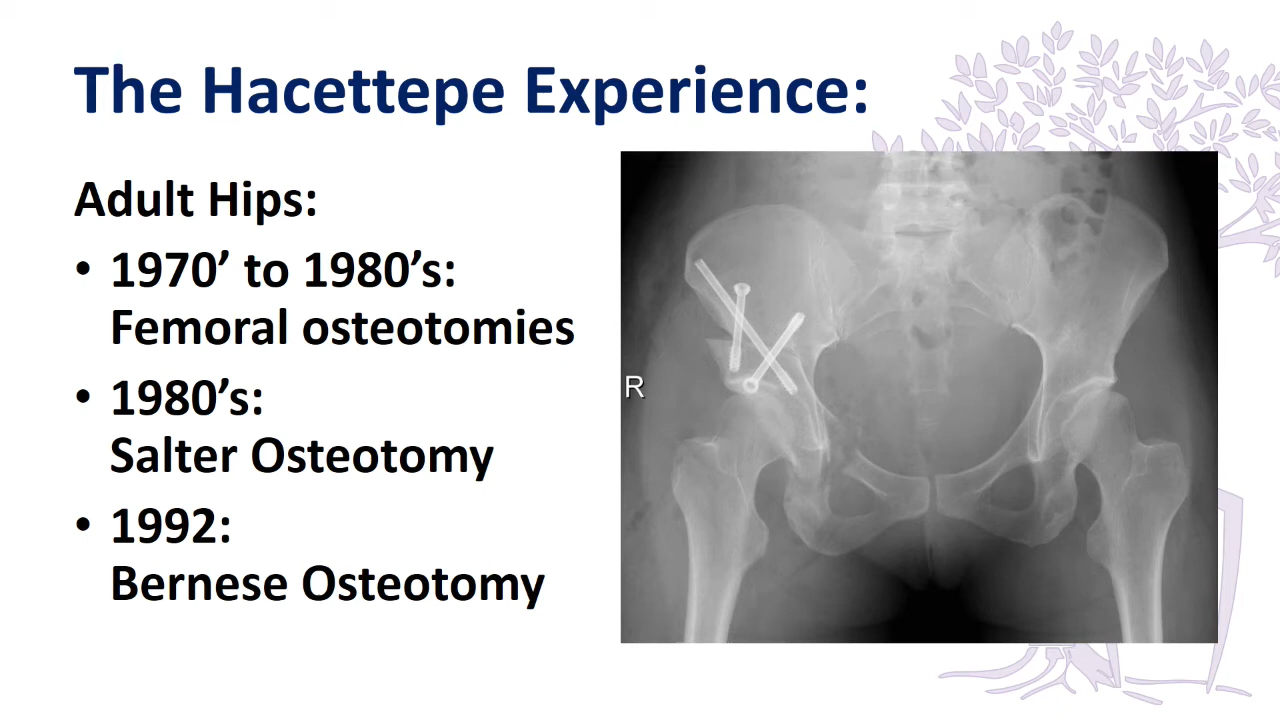 The Hacettepe Experience:
Adult Hips:
• 1970’ to 1980’s:
Femoral osteotomies
• 1980’s:
Salter Osteotomy
• 1992:
Bernese Osteotomy
R